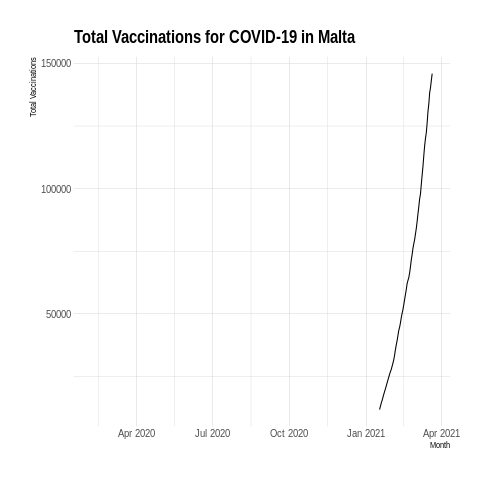 Total Vaccinations for COVID-19 in Malta
Total Vaccinations
150000
100000
50000
Apr 2020
Jul 2020
Oct 2020
Jan 2021
Apr 2021
Month